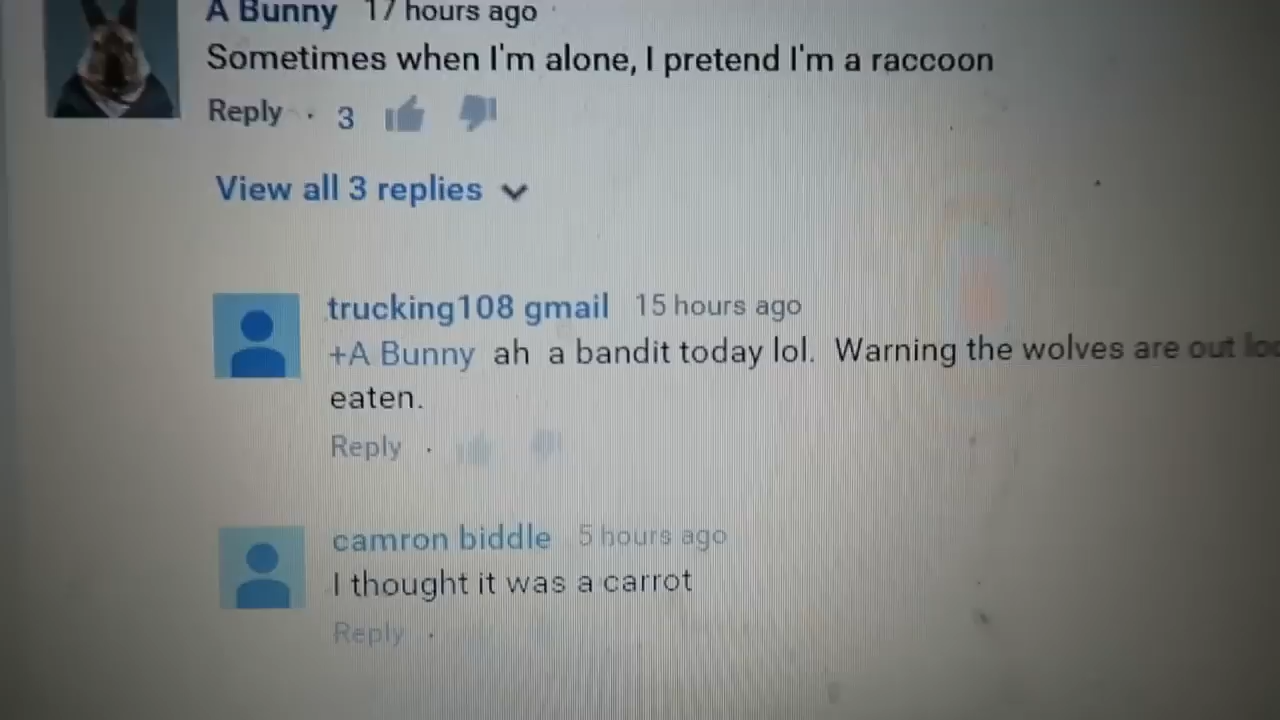 A Bunny 17 hours ago
Sometimes when I'm alone, I pretend I'm a raccoon
Reply · 3
View all 3 replies
trucking108 gmail 15 hours ago
+A Bunny ah a bandit today lol. Warning the wolves are out
eaten.
Reply ·
camron biddle 5 hours ago
I thought it was a carrot
Reply ·